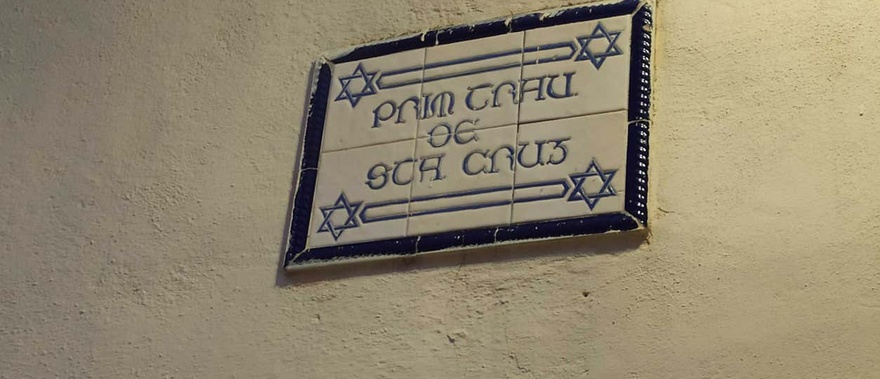 PRIM TRAU
DE
STA CRUZ